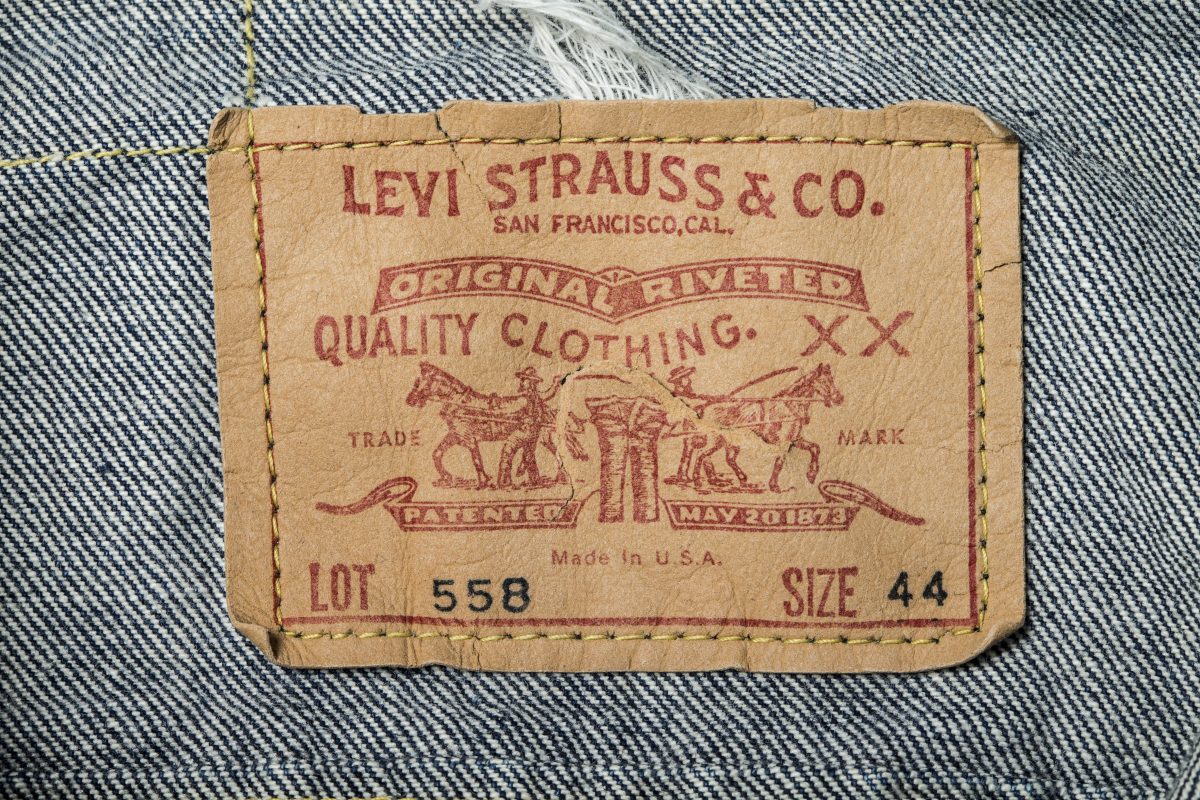 LEVI STRAUSS & CO.
SAN FRANCISCO, CAL.
ORIGINAL RIVETED
QUALITY CLOTHING. XX
TRADE MARK
PATENTED MAY 20 1873
Made in U.S.A.
LOT 558 SIZE 44